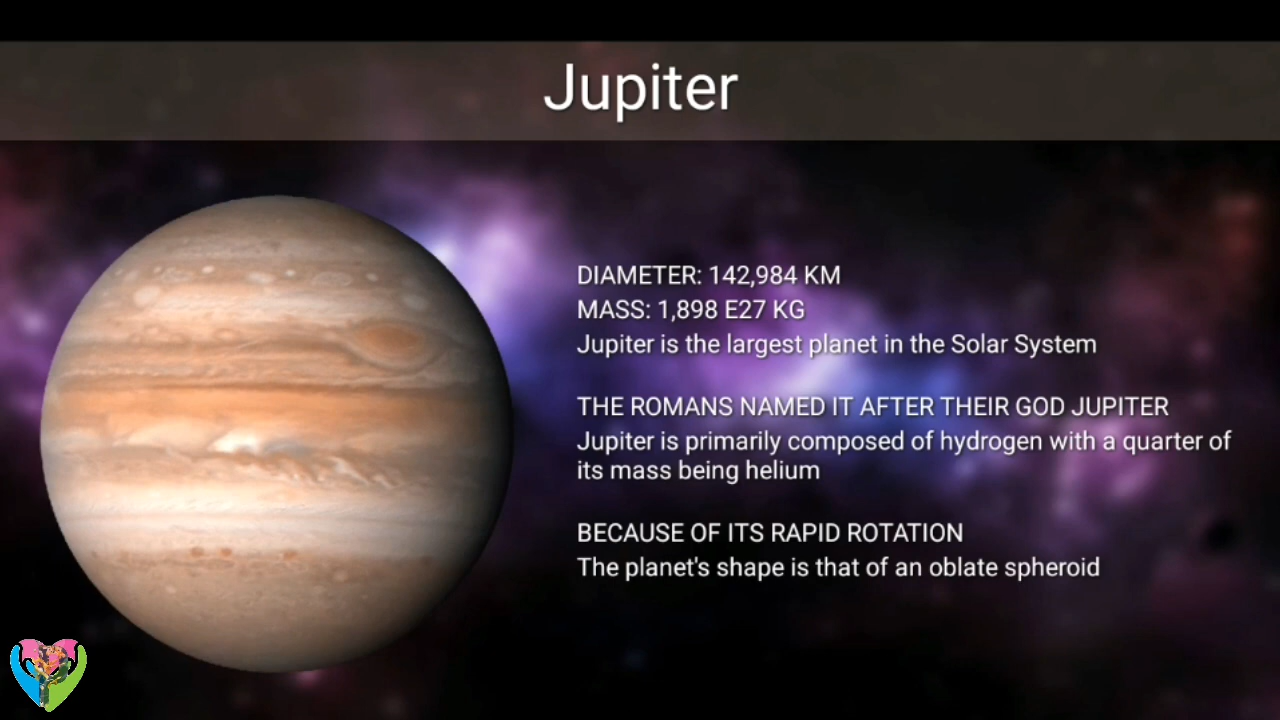 Jupiter
DIAMETER: 142,984 KM
MASS: 1,898 E27 KG
Jupiter is the largest planet in the Solar System
THE ROMANS NAMED IT AFTER THEIR GOD JUPITER
Jupiter is primarily composed of hydrogen with a quarter of
its mass being helium
BECAUSE OF ITS RAPID ROTATION
The planet's shape is that of an oblate spheroid